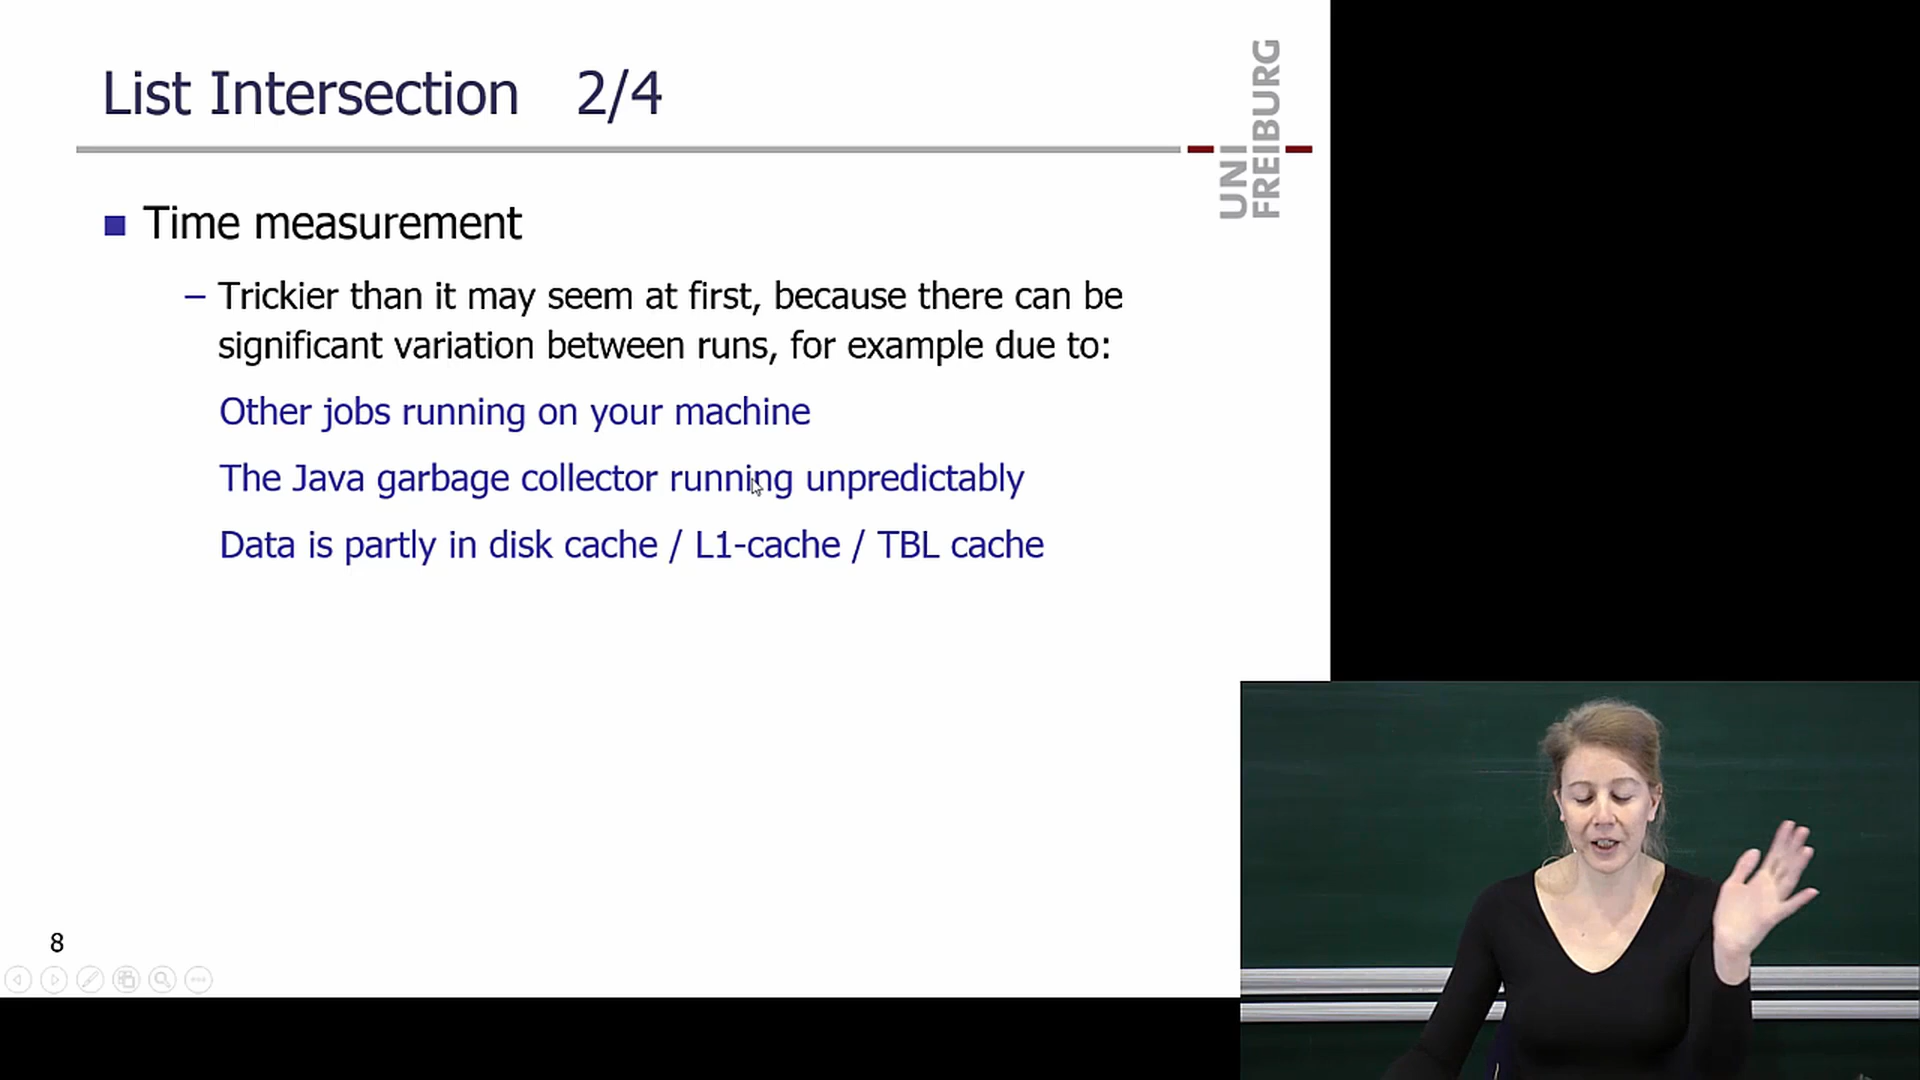 List Intersection 2/4
UNI
FREIBURG
Time measurement
– Trickier than it may seem at first, because there can be
significant variation between runs, for example due to:
Other jobs running on your machine
The Java garbage collector running unpredictably
Data is partly in disk cache / L1-cache / TBL cache
8